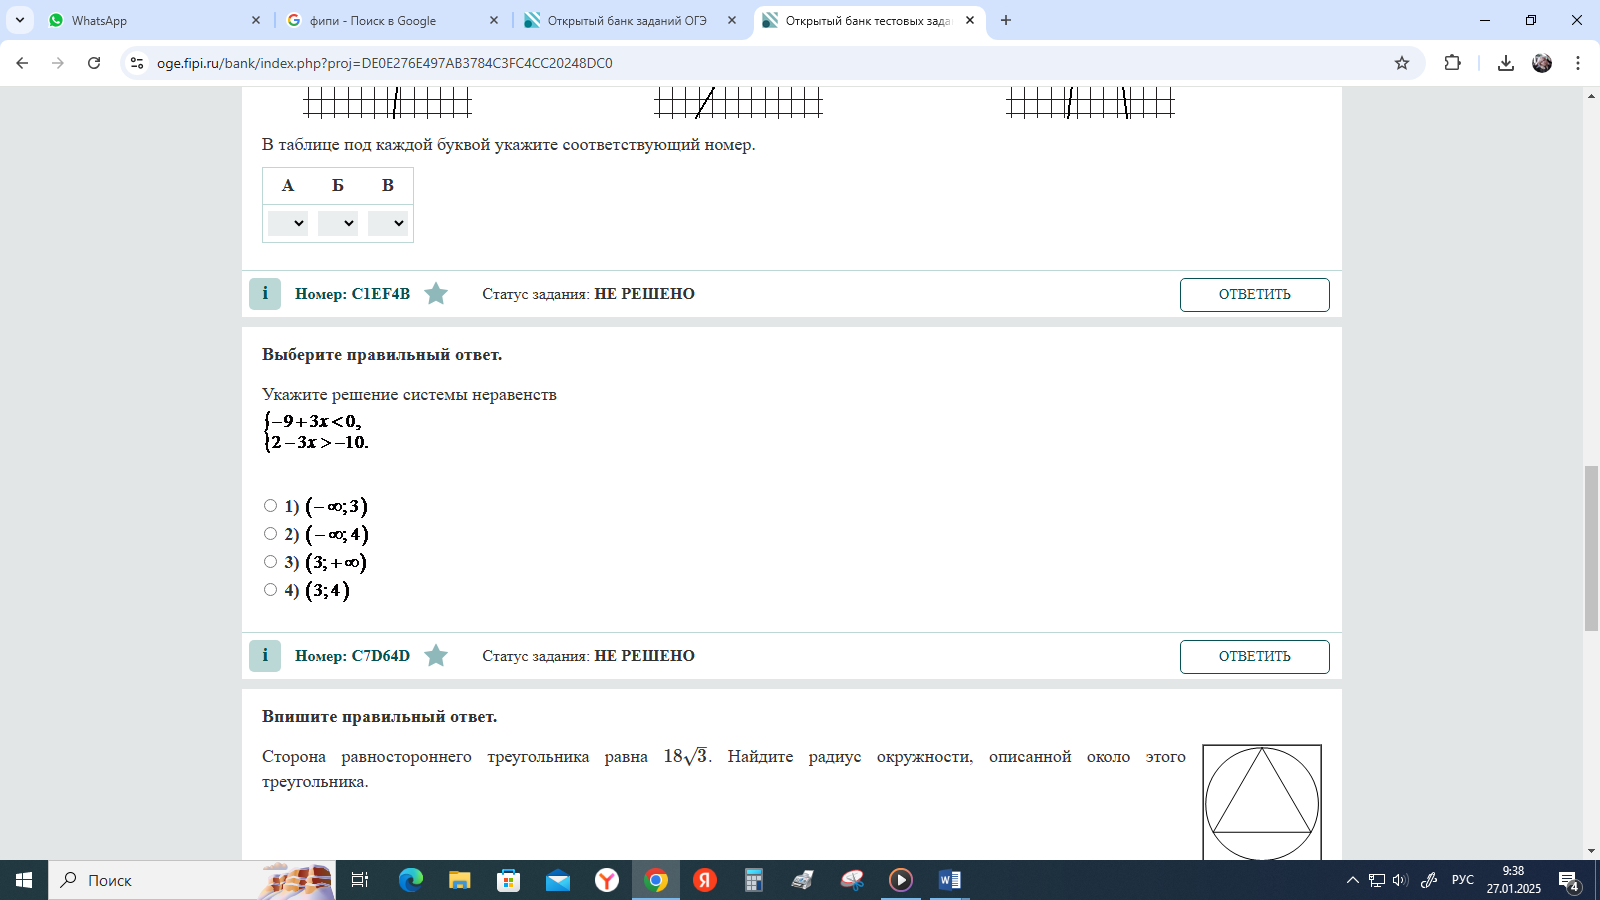 WhatsApp
фипи - Поиск в Google
Открытый банк заданий ОГЭ
Открытый банк тестовых зада
oge.fipi.ru/bank/index.php?proj=DE0E276E497AB3784C3FC4CC20248DC0
В таблице под каждой буквой укажите соответствующий номер.
А Б В
i Номер: C1EF4B Статус задания: НЕ РЕШЕНО ОТВЕТИТЬ
Выберите правильный ответ.
Укажите решение системы неравенств
{−9+3x<0,
2−3x>−10.
1) (−∞;3)
2) (−∞;4)
3) (3;+∞)
4) (3;4)
i Номер: C7D64D Статус задания: НЕ РЕШЕНО ОТВЕТИТЬ
Впишите правильный ответ.
Сторона равностороннего треугольника равна 18√3. Найдите радиус окружности, описанной около этого
треугольника.
Поиск
РУС
9:38
27.01.2025
4